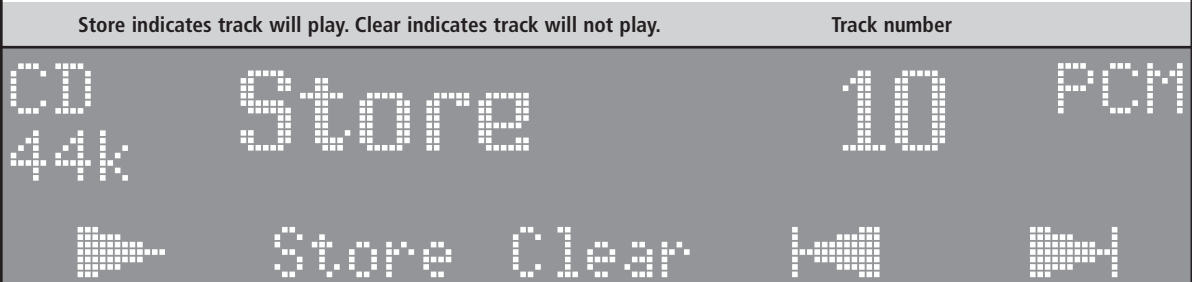 Store indicates track will play. Clear indicates track will not play. Track number
CD Store 10 PCM
44k
Store Clear